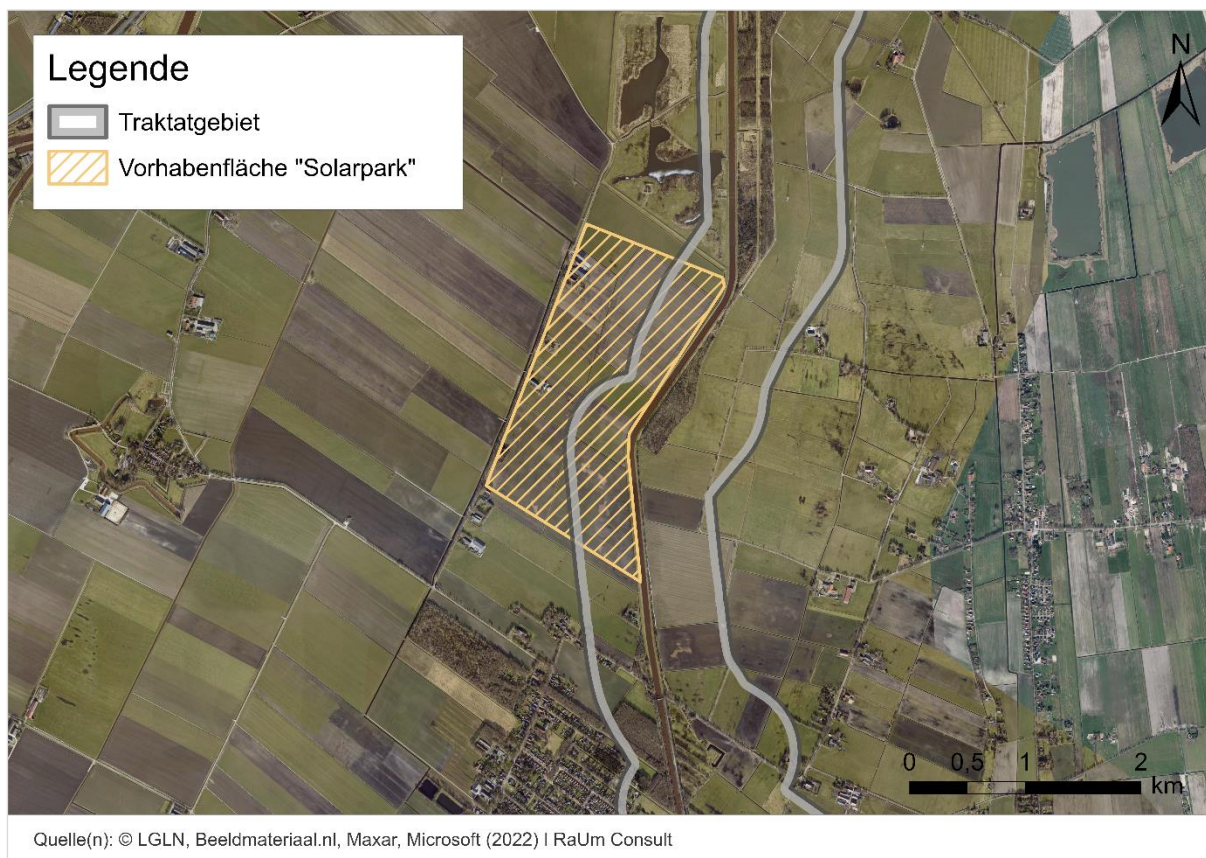 Legende
Traktatgebiet
Vorhabenfläche "Solarpark"
N
0 0,5 1 2
km
Quelle(n): © LGLN, Beeldmateriaal.nl, Maxar, Microsoft (2022) I RaUm Consult